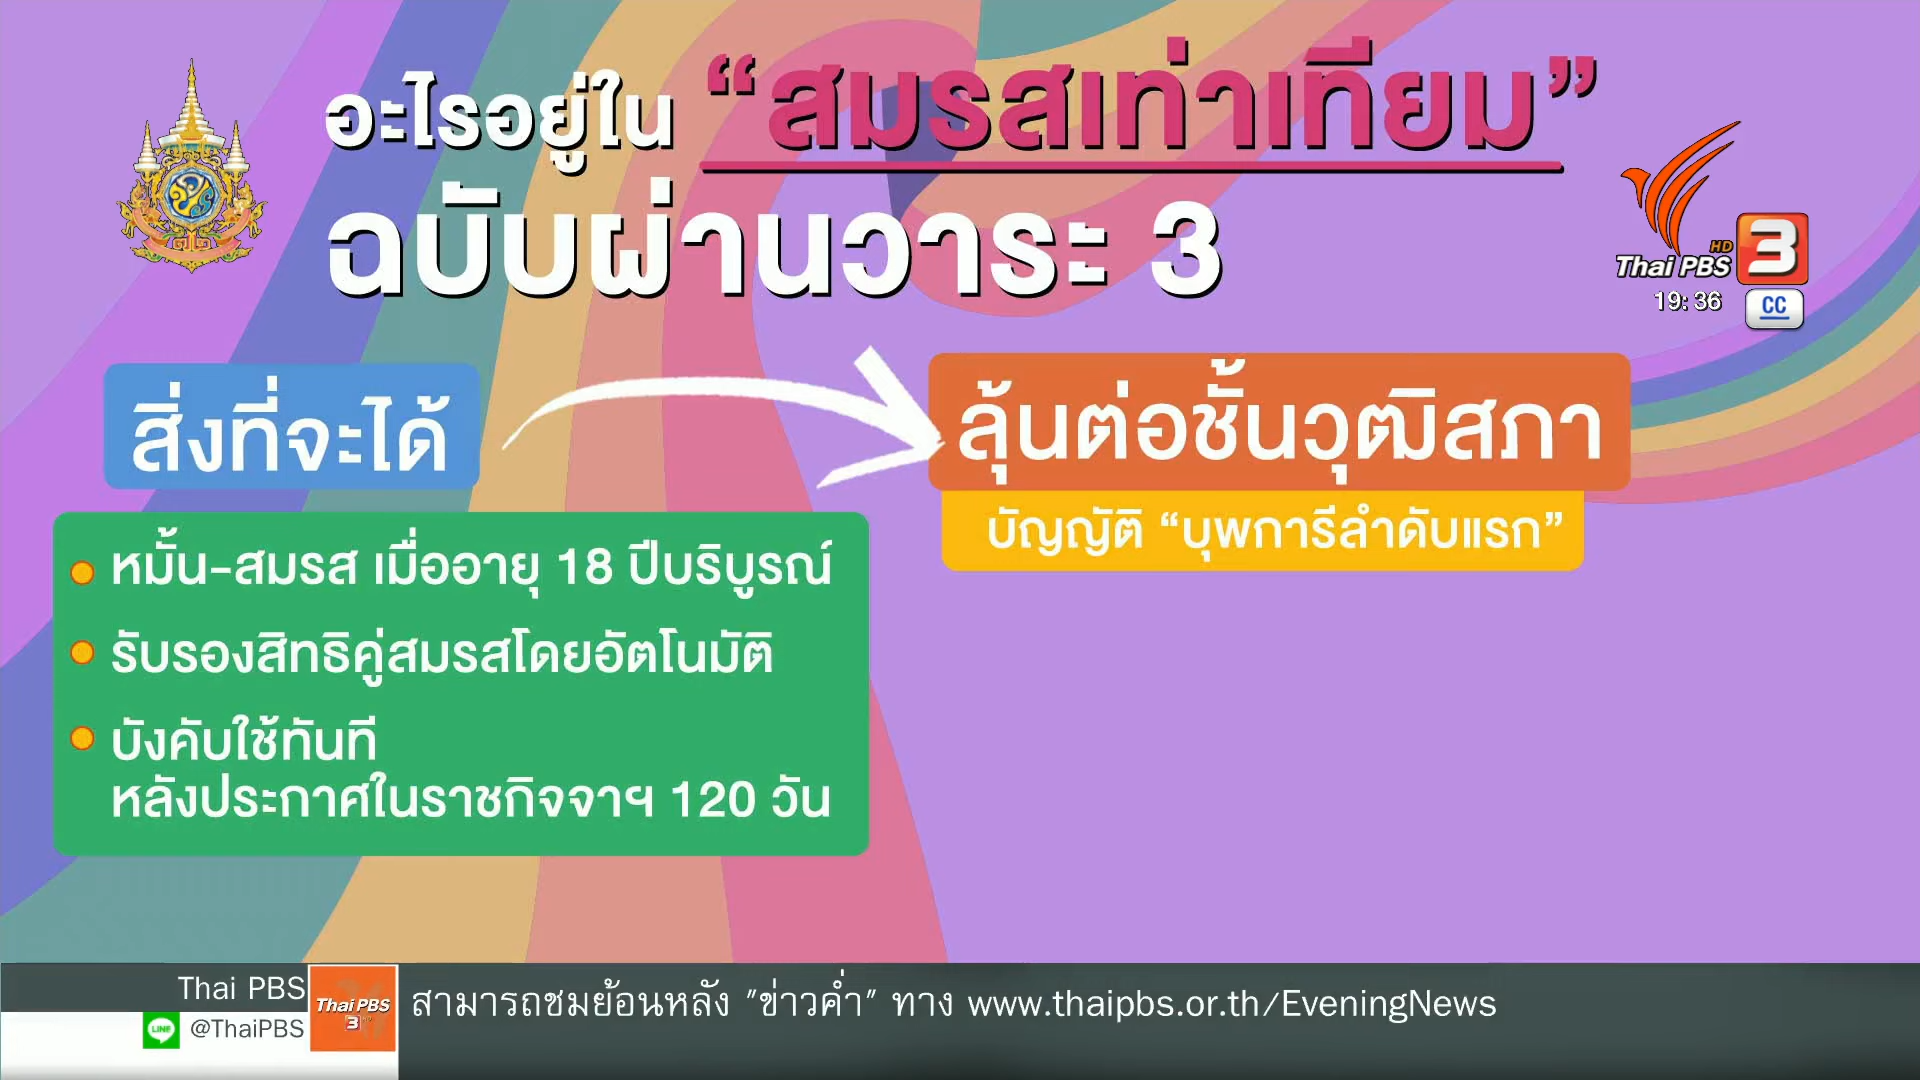 อะไรอยู่ใน “สมรสเท่าเทียม”
ฉบับผ่านวาระ 3
HD
Thai PBS 3
19:36
CC
สิ่งที่จะได้
หมั้น-สมรส เมื่ออายุ 18 ปีบริบูรณ์
รับรองสิทธิคู่สมรสโดยอัตโนมัติ
บังคับใช้ทันที
หลังประกาศในราชกิจจาฯ 120 วัน
ลุ้นต่อชั้นวุฒิสภา
บัญญัติ “บุพการีลำดับแรก”
Thai PBS
LINE @ThaiPBS
Thai PBS
3
สามารถชมย้อนหลัง "ข่าวค่ำ" ทาง www.thaipbs.or.th/EveningNews